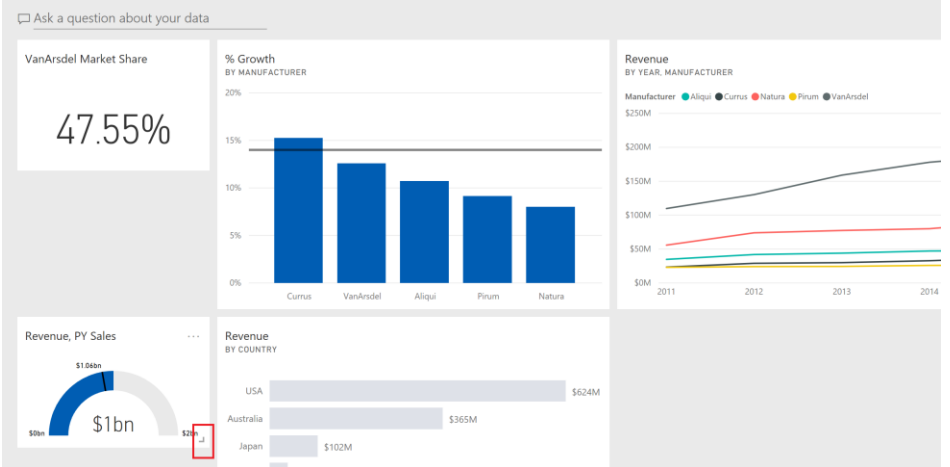 Ask a question about your data
VanArsdel Market Share
47.55%
% Growth
BY MANUFACTURER
20%
15%
10%
5%
0%
Currus VanArsdel Aliqui Pirum Natura
Revenue
BY YEAR, MANUFACTURER
Manufacturer Aliqui Currus Natura Pirum VanArsdel
$250M
$200M
$150M
$100M
$50M
$0M
2011 2012 2013 2014
Revenue, PY Sales
...
$1.06bn
$1bn
$0bn $2bn
Revenue
BY COUNTRY
USA $624M
Australia $365M
Japan $102M